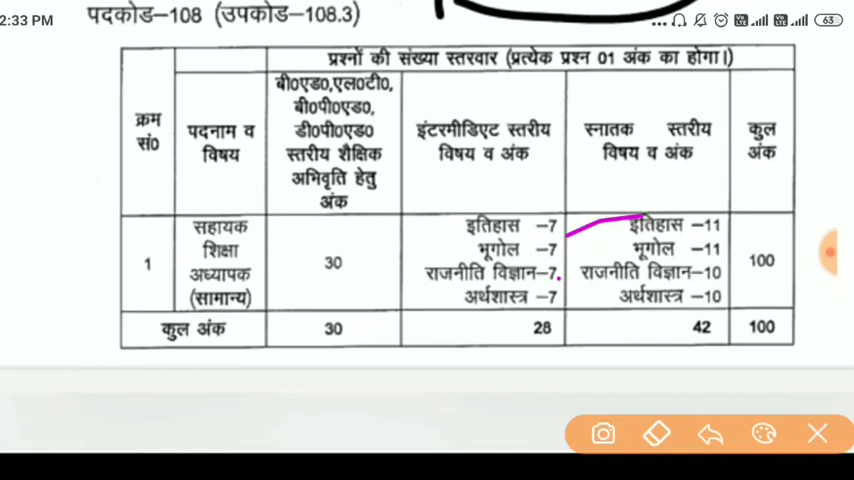 2:33 PM ... 63
पदकोड–108 (उपकोड–108.3)
प्रश्नों की संख्या स्तरवार (प्रत्येक प्रश्न 01 अंक का होगा।)
क्रम सं0
पदनाम व विषय
बी0एड0,एल0टी0,
बी0पी0एड0,
डी0पी0एड0
स्तरीय शैक्षिक
अभिवृति हेतु
अंक
इंटरमीडिएट स्तरीय
विषय व अंक
स्नातक स्तरीय
विषय व अंक
कुल
अंक
1
सहायक
शिक्षा
अध्यापक
(सामान्य)
30
इतिहास –7
भूगोल –7
राजनीति विज्ञान–7
अर्थशास्त्र –7
इतिहास –11
भूगोल –11
राजनीति विज्ञान–10
अर्थशास्त्र –10
100
कुल अंक 30 28 42 100